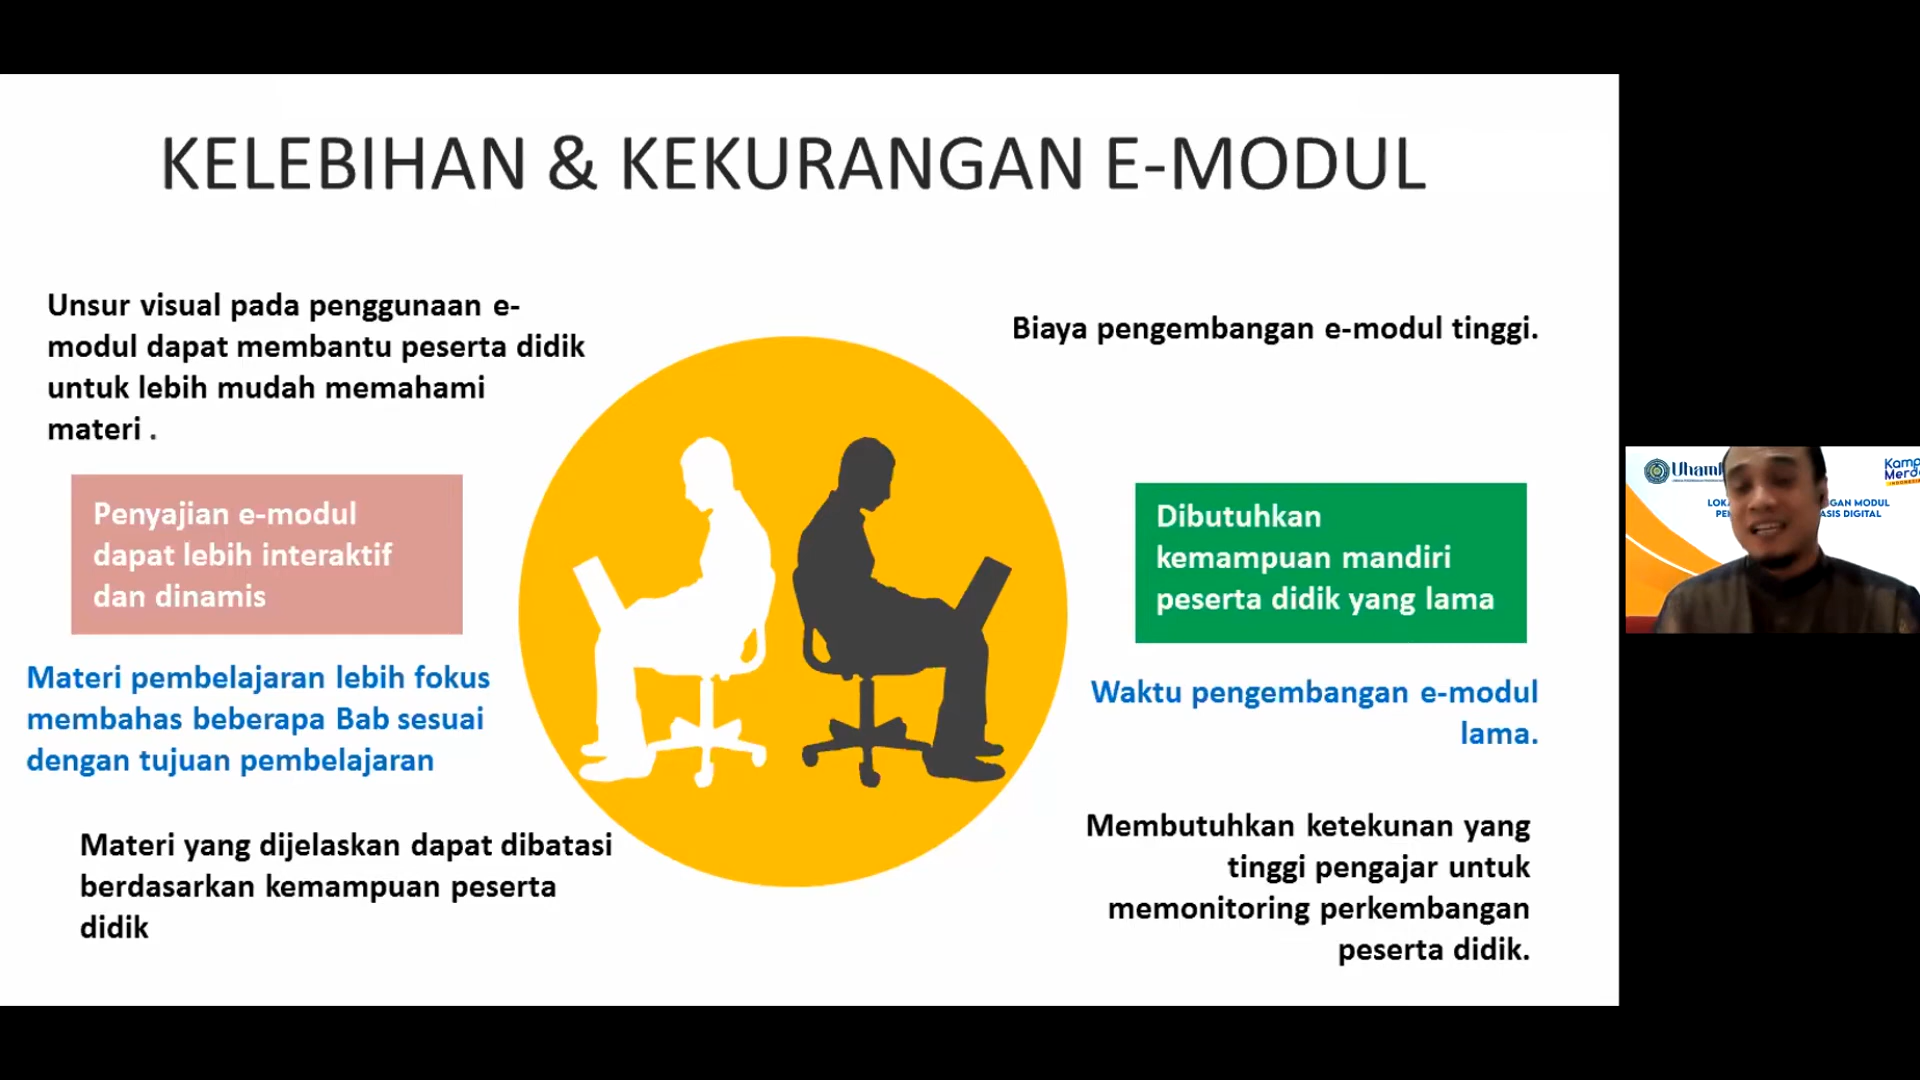 KELEBIHAN & KEKURANGAN E-MODUL
Unsur visual pada penggunaan e-
modul dapat membantu peserta didik
untuk lebih mudah memahami
materi .
Penyajian e-modul
dapat lebih interaktif
dan dinamis
Materi pembelajaran lebih fokus
membahas beberapa Bab sesuai
dengan tujuan pembelajaran
Materi yang dijelaskan dapat dibatasi
berdasarkan kemampuan peserta
didik
Biaya pengembangan e-modul tinggi.
Dibutuhkan
kemampuan mandiri
peserta didik yang lama
Waktu pengembangan e-modul
lama.
Membutuhkan ketekunan yang
tinggi pengajar untuk
memonitoring perkembangan
peserta didik.
MODUL
DIGITAL